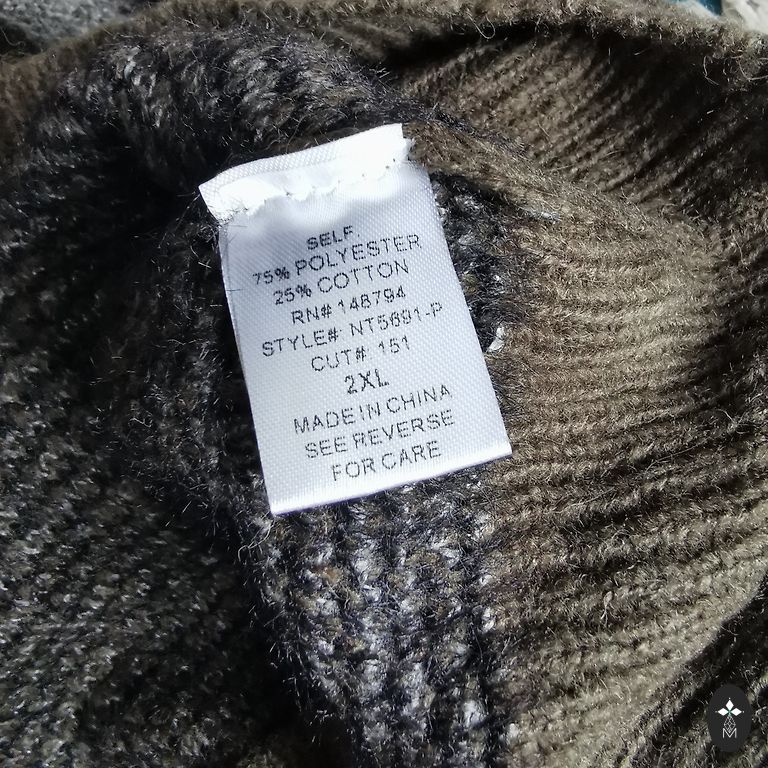 SELF
75% POLYESTER
25% COTTON
RN# 148794
STYLE# NT5691-P
CUT# 151
2XL
MADE IN CHINA
SEE REVERSE
FOR CARE
M